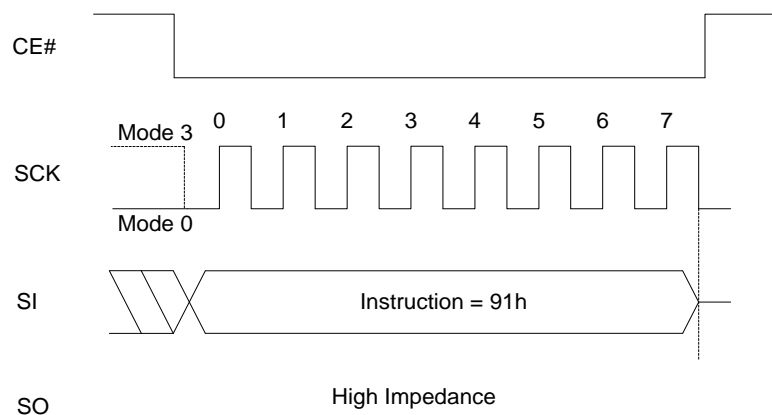 CE#
Mode 3
0 1 2 3 4 5 6 7
SCK
Mode 0
SI
Instruction = 91h
SO
High Impedance